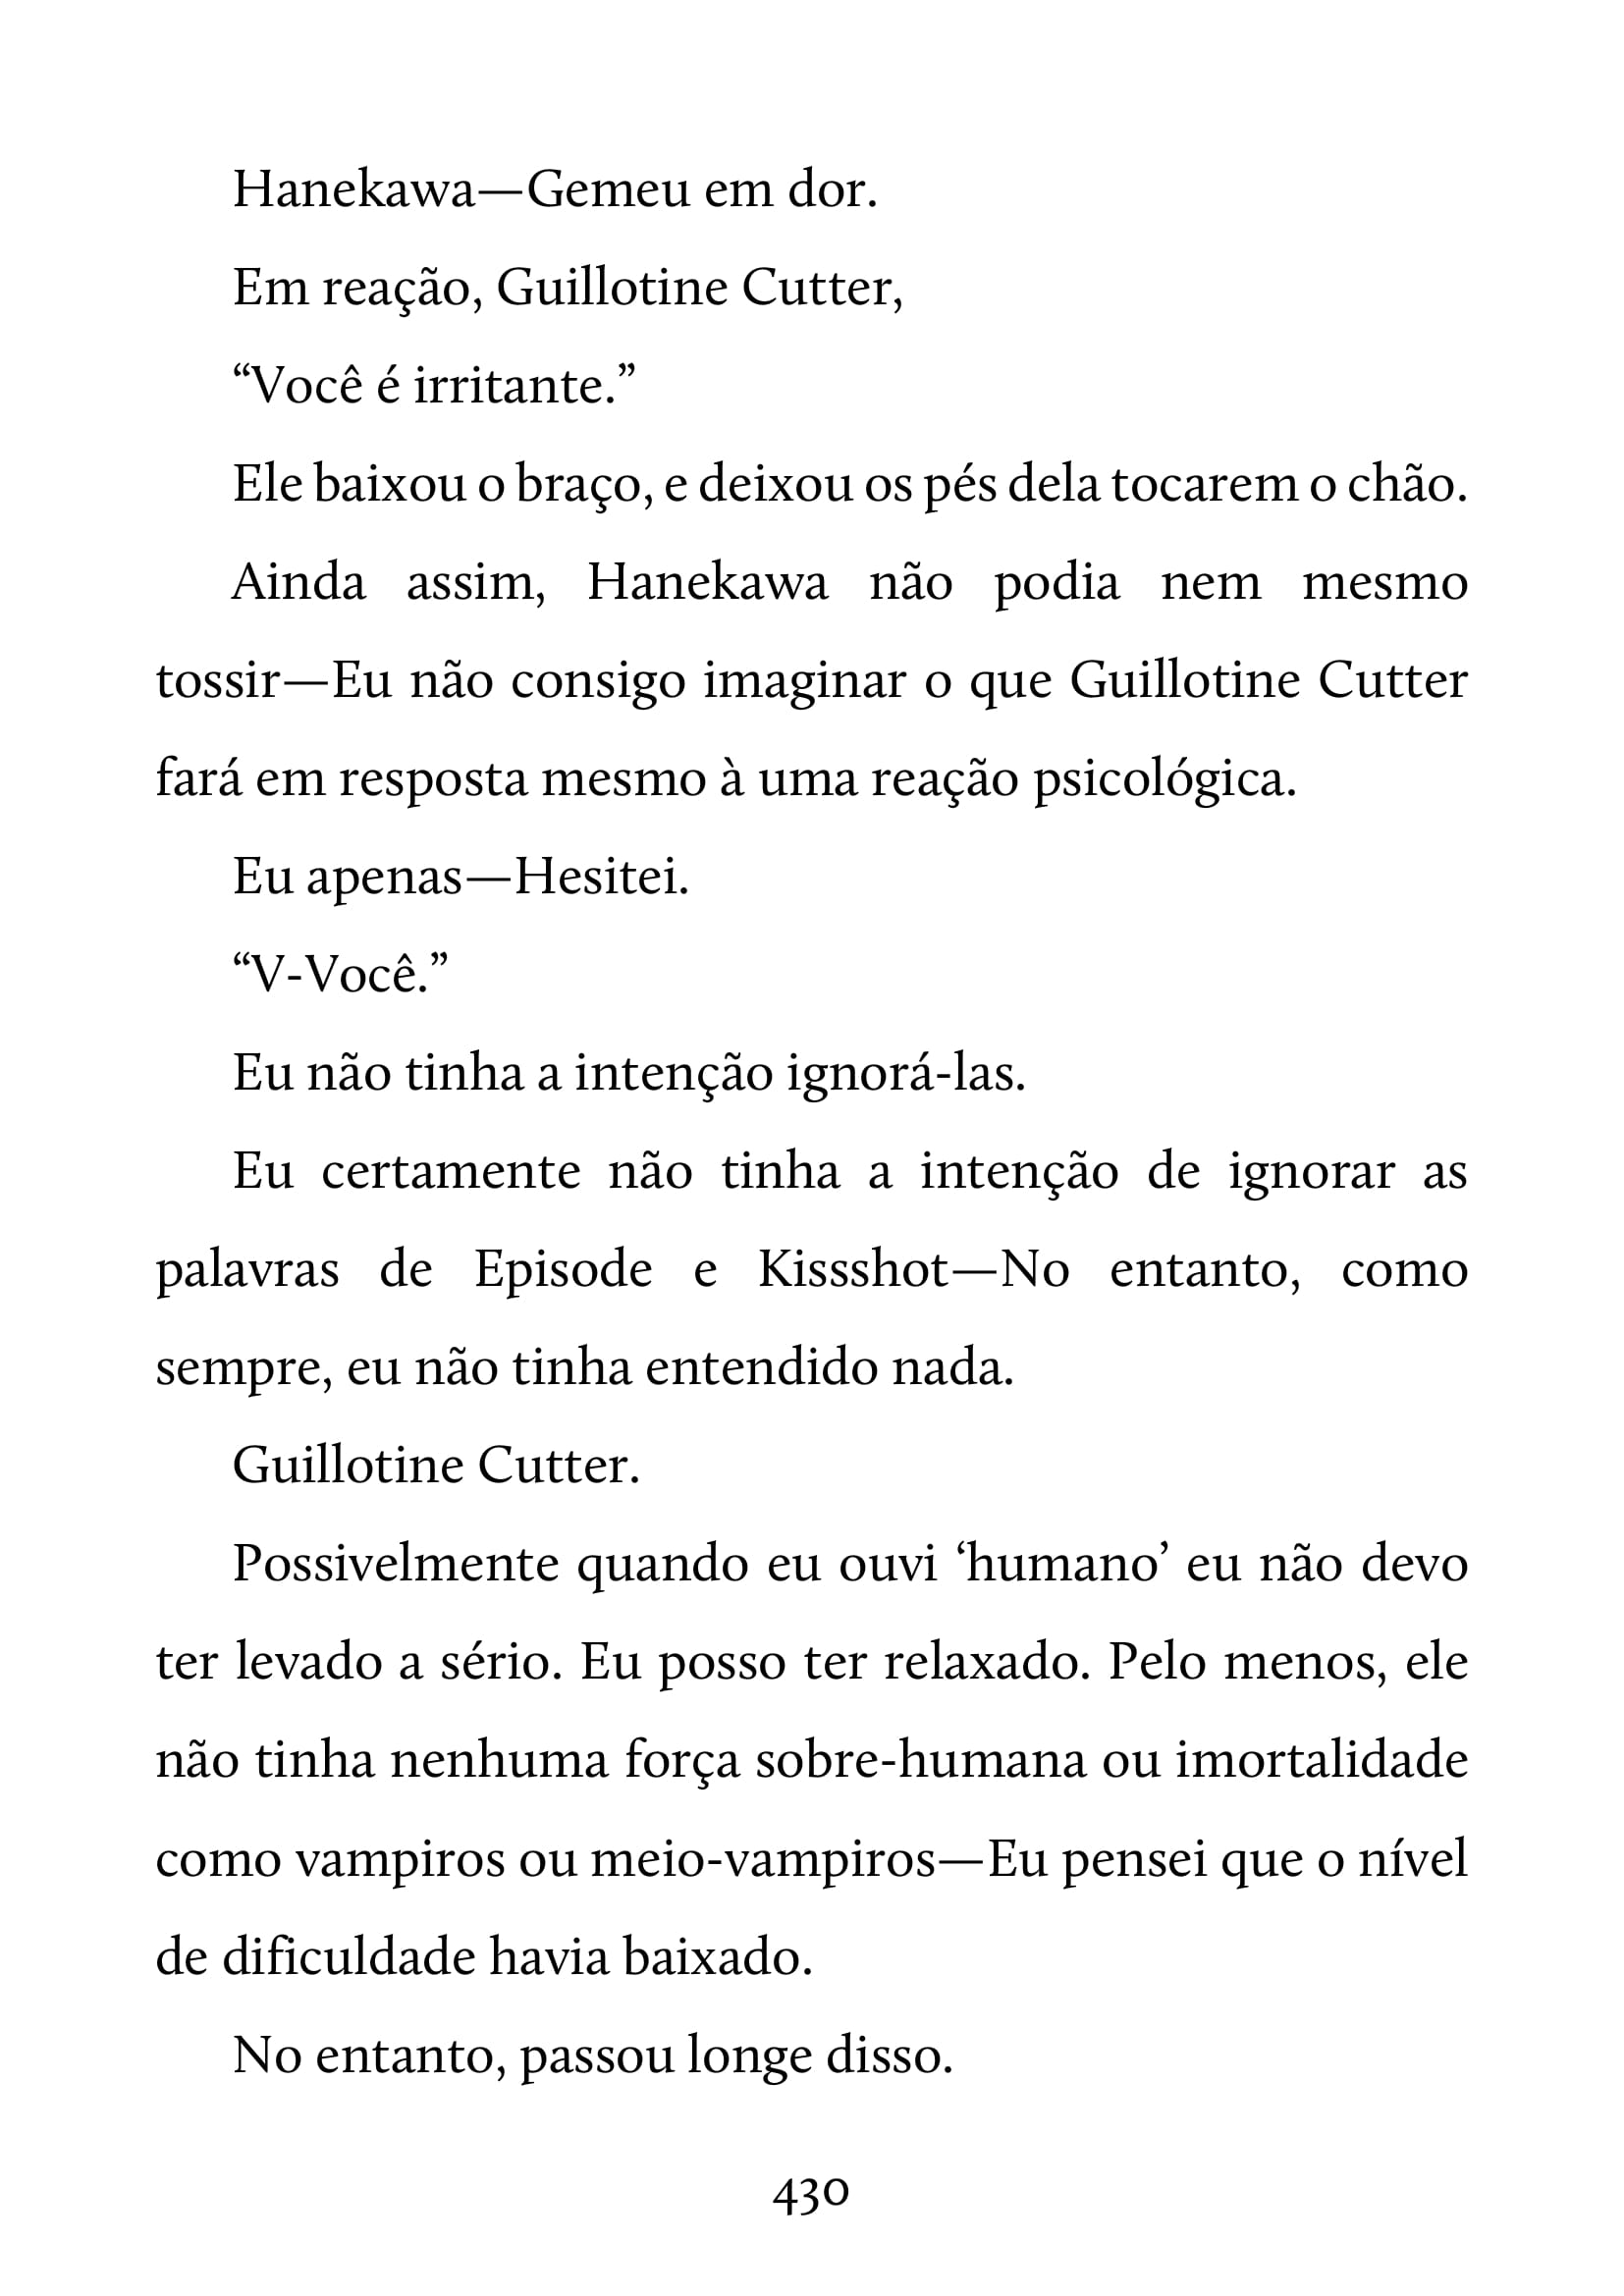 Hanekawa—Gemeu em dor.
Em reação, Guillotine Cutter,
“Você é irritante.”
Ele baixou o braço, e deixou os pés dela tocarem o chão.
Ainda assim, Hanekawa não podia nem mesmo
tossir—Eu não consigo imaginar o que Guillotine Cutter
fará em resposta mesmo à uma reação psicológica.
Eu apenas—Hesitei.
“V-Você.”
Eu não tinha a intenção ignorá-las.
Eu certamente não tinha a intenção de ignorar as
palavras de Episode e Kissshot—No entanto, como
sempre, eu não tinha entendido nada.
Guillotine Cutter.
Possivelmente quando eu ouvi ‘humano’ eu não devo
ter levado a sério. Eu posso ter relaxado. Pelo menos, ele
não tinha nenhuma força sobre-humana ou imortalidade
como vampiros ou meio-vampiros—Eu pensei que o nível
de dificuldade havia baixado.
No entanto, passou longe disso.
430